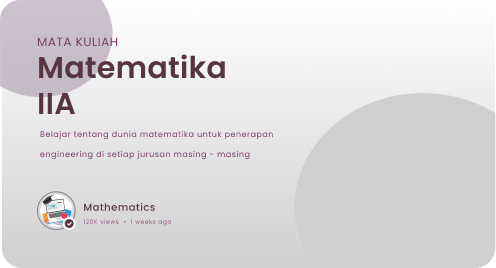 MATA KULIAH
Matematika
IIA
Belajar tentang dunia matematika untuk penerapan
engineering di setiap jurusan masing - masing
Mathematics
120K views • 1 weeks ago